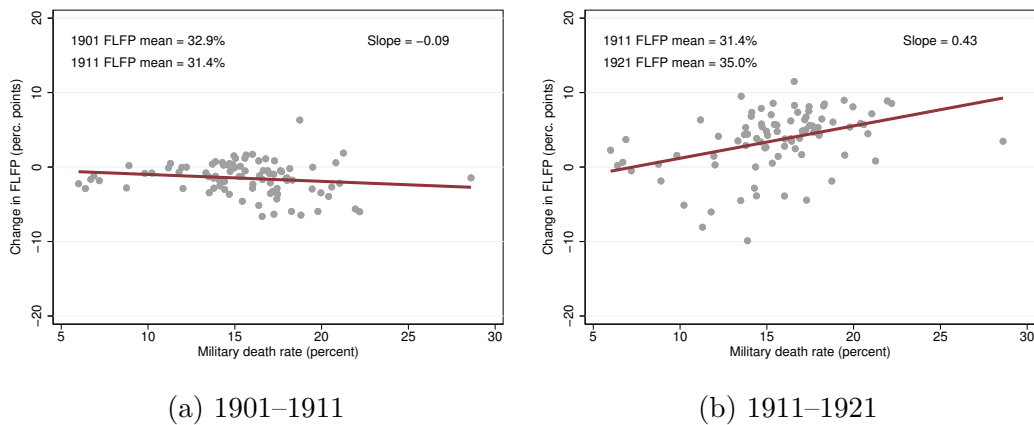 1901 FLFP mean = 32.9%
1911 FLFP mean = 31.4%
Slope = −0.09
Change in FLFP (perc. points)
20
10
0
−10
−20
5
10
15
20
25
30
Military death rate (percent)
(a) 1901–1911
1911 FLFP mean = 31.4%
1921 FLFP mean = 35.0%
Slope = 0.43
Change in FLFP (perc. points)
20
10
0
−10
−20
5
10
15
20
25
30
Military death rate (percent)
(b) 1911–1921